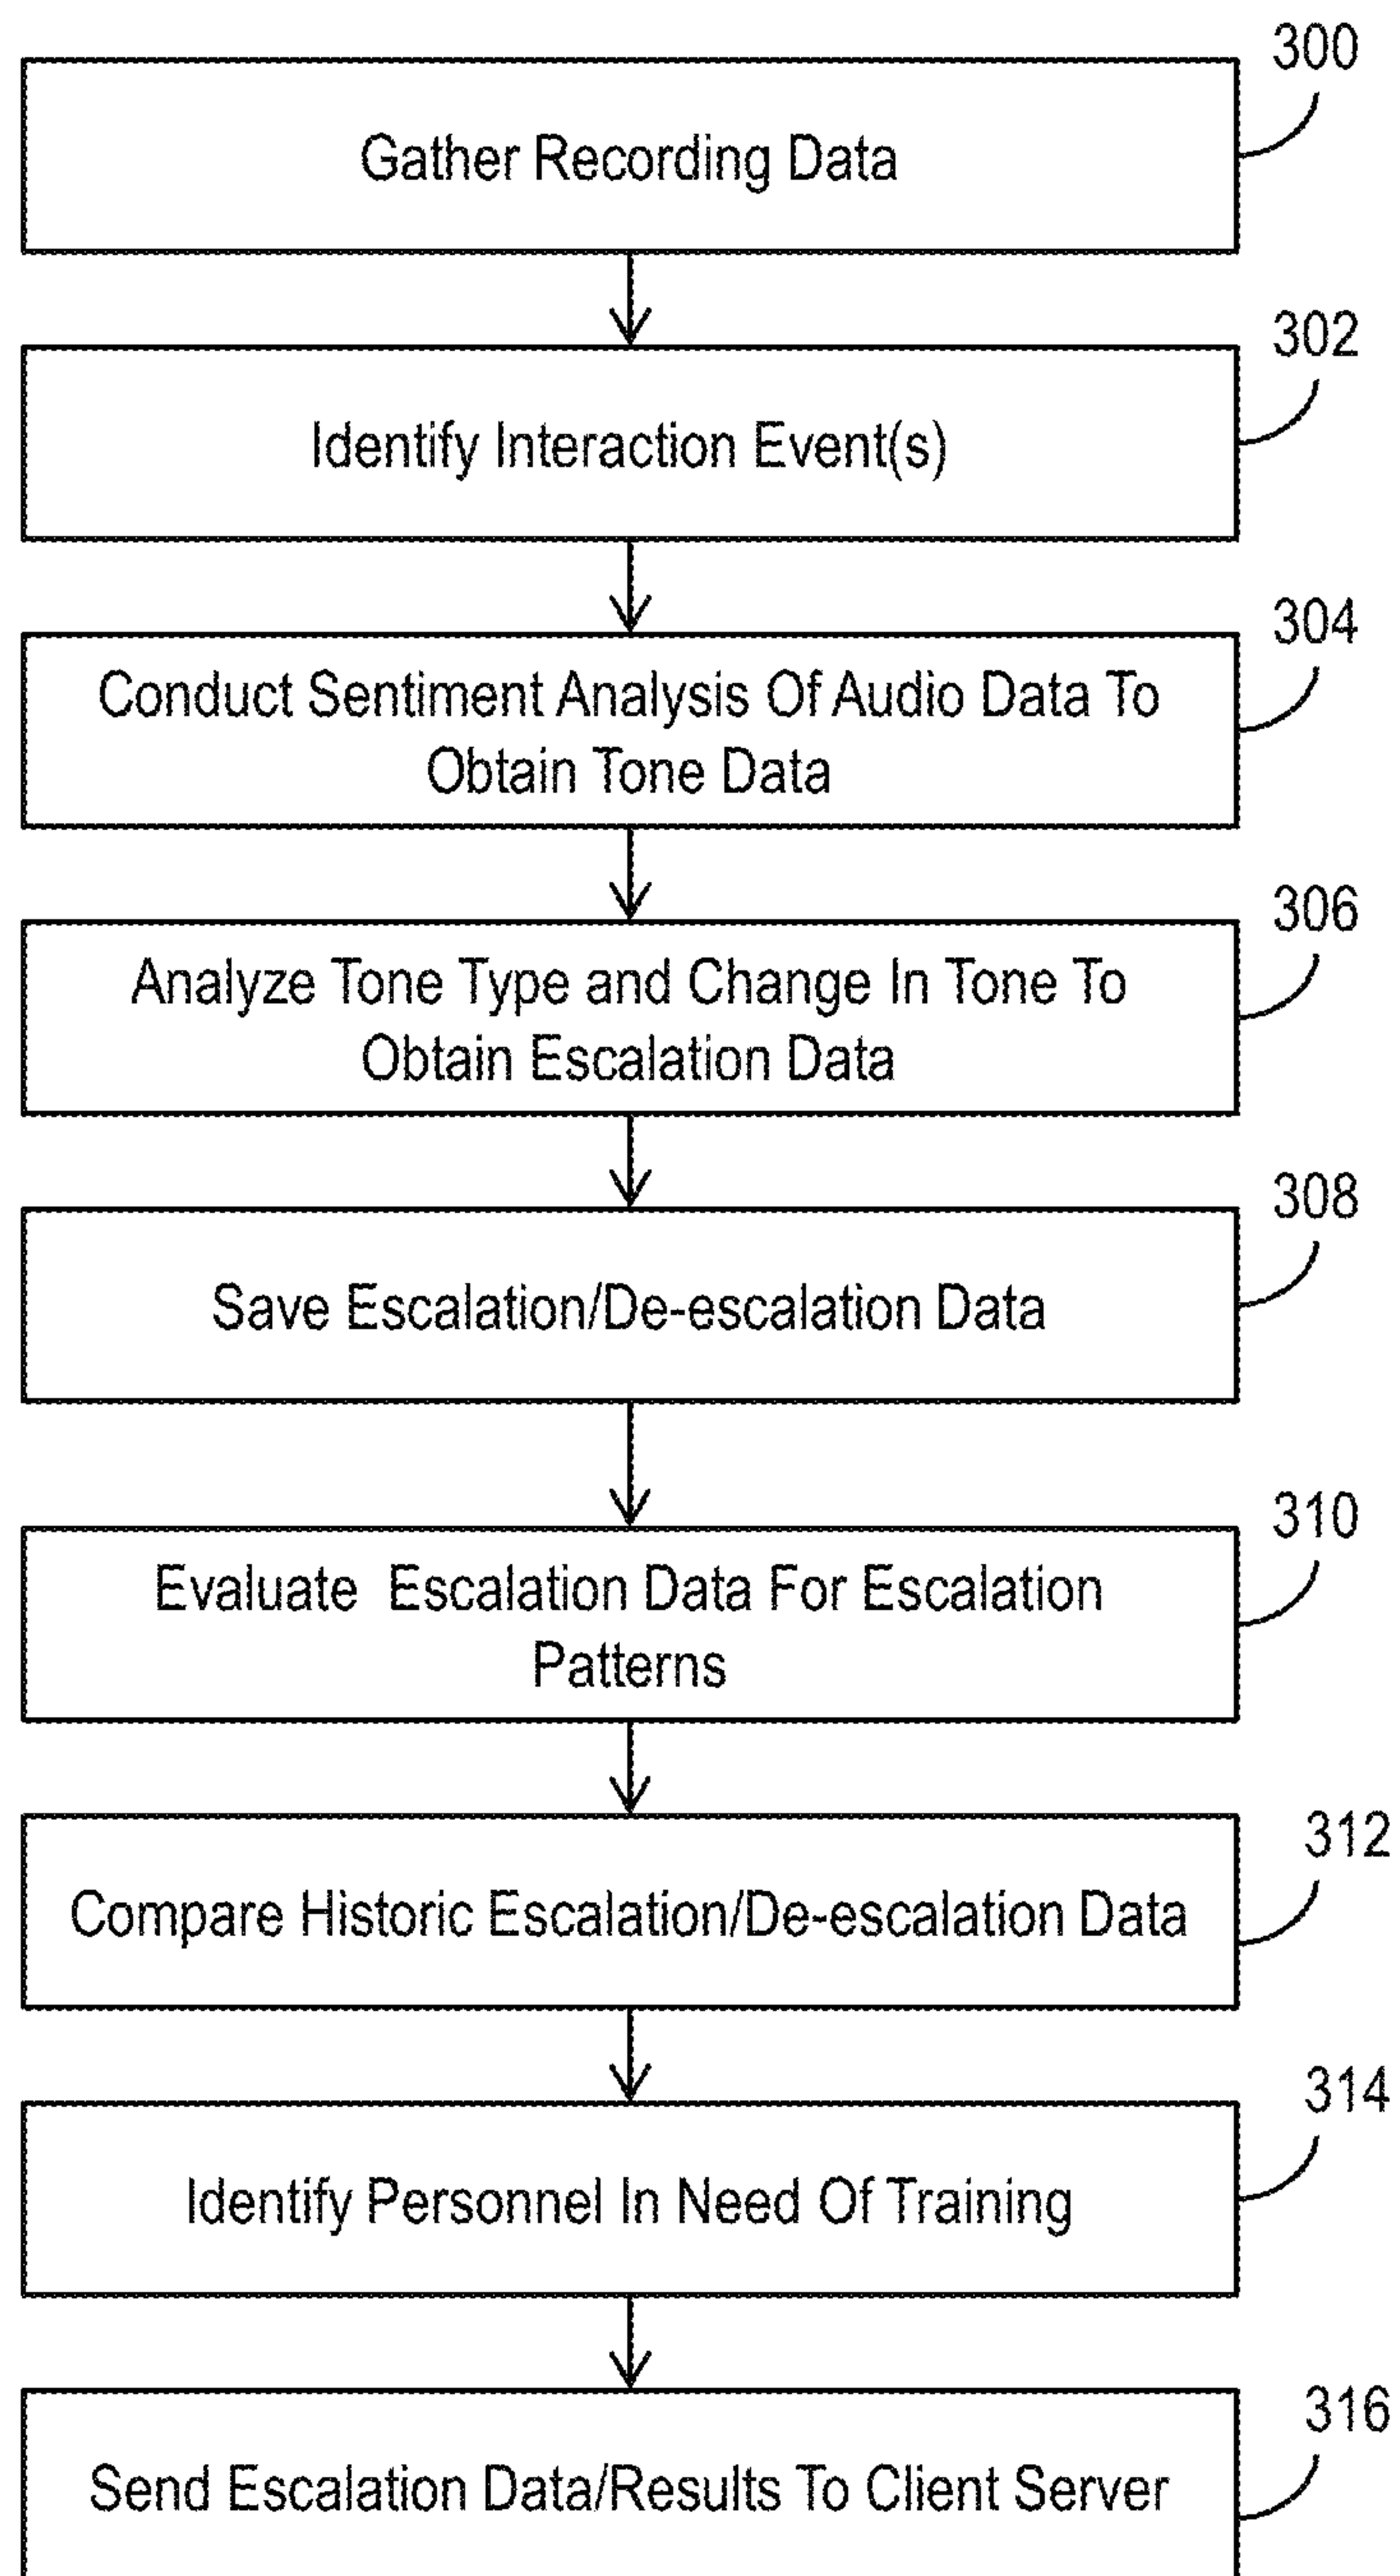 300
Gather Recording Data
302
Identify Interaction Event(s)
304
Conduct Sentiment Analysis Of Audio Data To
Obtain Tone Data
306
Analyze Tone Type and Change In Tone To
Obtain Escalation Data
308
Save Escalation/De-escalation Data
310
Evaluate Escalation Data For Escalation
Patterns
312
Compare Historic Escalation/De-escalation Data
314
Identify Personnel In Need Of Training
316
Send Escalation Data/Results To Client Server